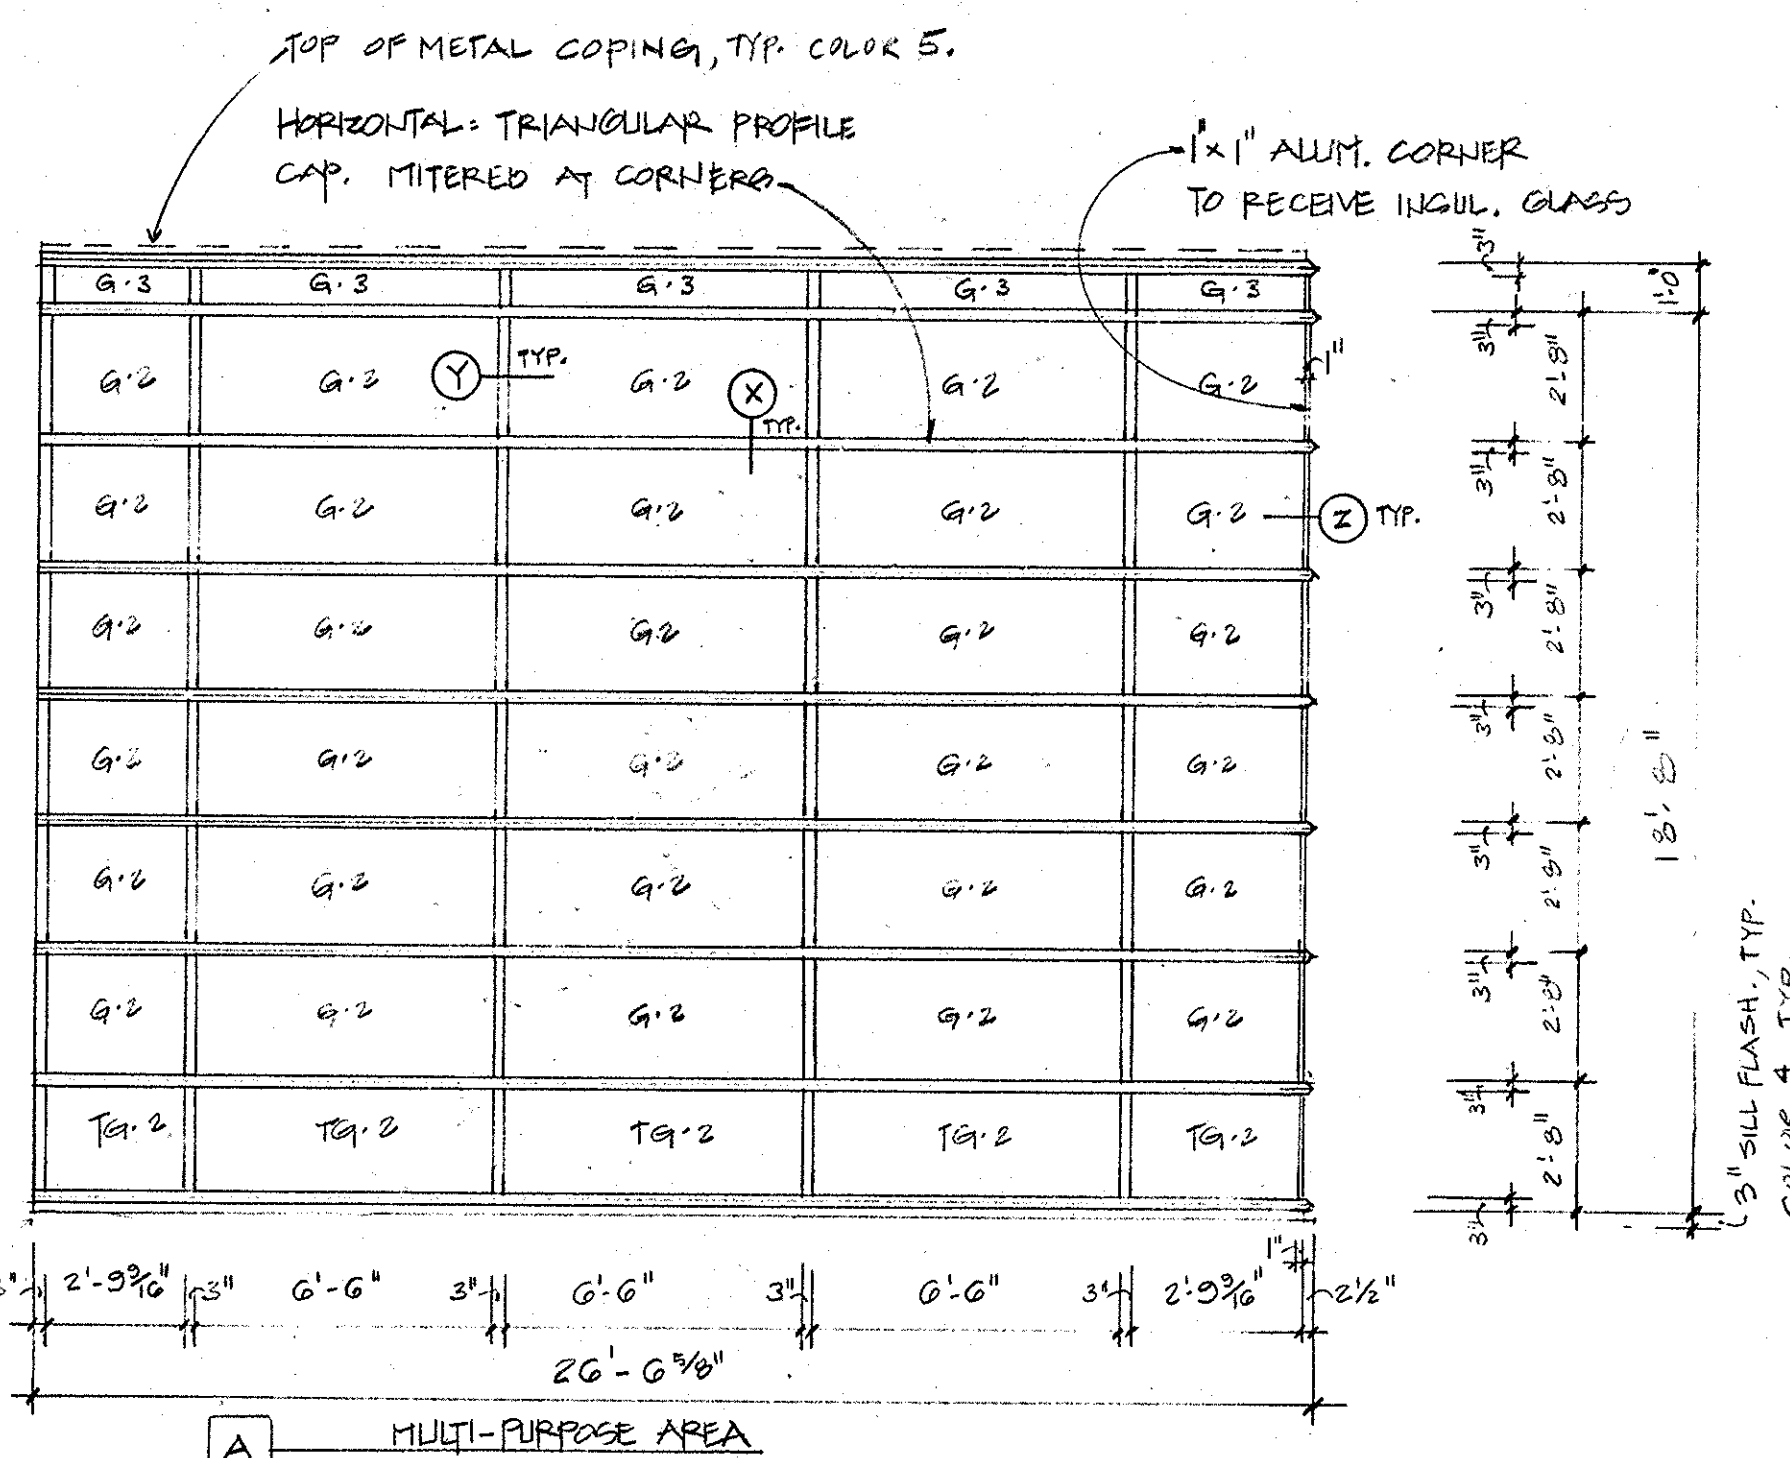 TOP OF METAL COPING, TYP. COLOR 5.
HORIZONTAL: TRIANGULAR PROFILE
CAP. MITERED AT CORNERS
1"x1" ALUM. CORNER
TO RECEIVE INSUL. GLASS
G·3 G·3 G·3 G·3 G·3
G·2 G·2 G·2 G·2 G·2
Y TYP.
X
TYP.
1"
G·2 G·2 G·2 G·2 G·2
Z TYP.
G·2 G·2 G·2 G·2 G·2
G·2 G·2 G·2 G·2 G·2
G·2 G·2 G·2 G·2 G·2
G·2 G·2 G·2 G·2 G·2
TG·2 TG·2 TG·2 TG·2 TG·2
3" 1'-0"
3" 2'-8"
3" 2'-8"
3" 2'-8"
3" 2'-8"
3" 2'-8"
3" 2'-8"
3" 2'-8"
3"
18'-8"
3" SILL FLASH., TYP.
1"
3" 2'-9 9/16" 3" 6'-6" 3" 6'-6" 3" 6'-6" 3" 2'-9 9/16" 2 1/2"
26'-6 5/8"
A MULTI-PURPOSE AREA